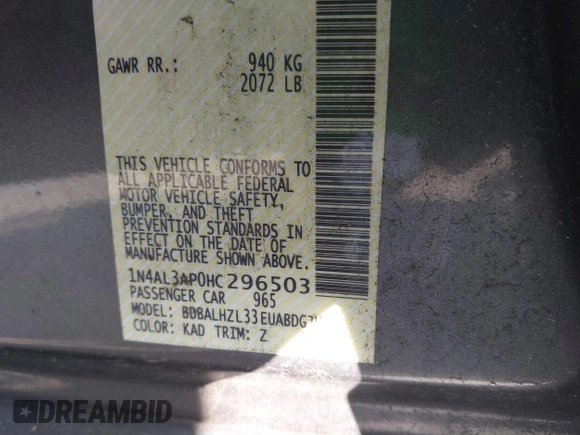 GAWR RR.: 940 KG
2072 LB
THIS VEHICLE CONFORMS TO
ALL APPLICABLE FEDERAL
MOTOR VEHICLE SAFETY,
BUMPER, AND THEFT
PREVENTION STANDARDS IN
EFFECT ON THE DATE OF
MANUFACTURE SHOWN ABOVE.
1N4AL3AP0HC296503
PASSENGER CAR 965
MODEL: BDBALHZL33EUABDG7
COLOR: KAD TRIM: Z
DREAMBID